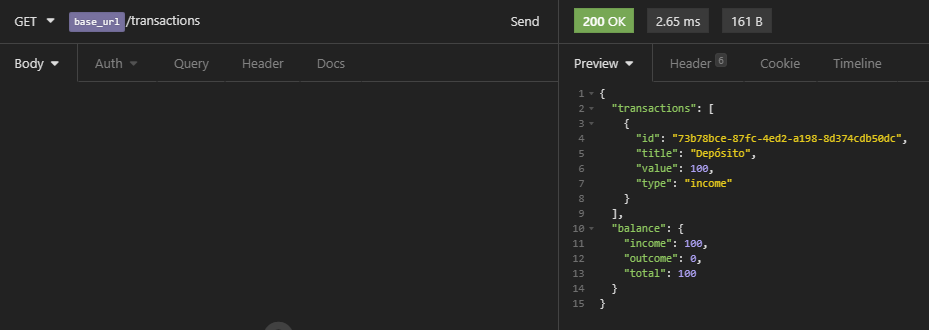 GET base_url/transactions Send 200 OK 2.65 ms 161 B
Body Auth Query Header Docs Preview Header 6 Cookie Timeline
1 {
2 "transactions": [
3 {
4 "id": "73b78bce-87fc-4ed2-a198-8d374cdb50dc",
5 "title": "Depósito",
6 "value": 100,
7 "type": "income"
8 }
9 ],
10 "balance": {
11 "income": 100,
12 "outcome": 0,
13 "total": 100
14 }
15 }